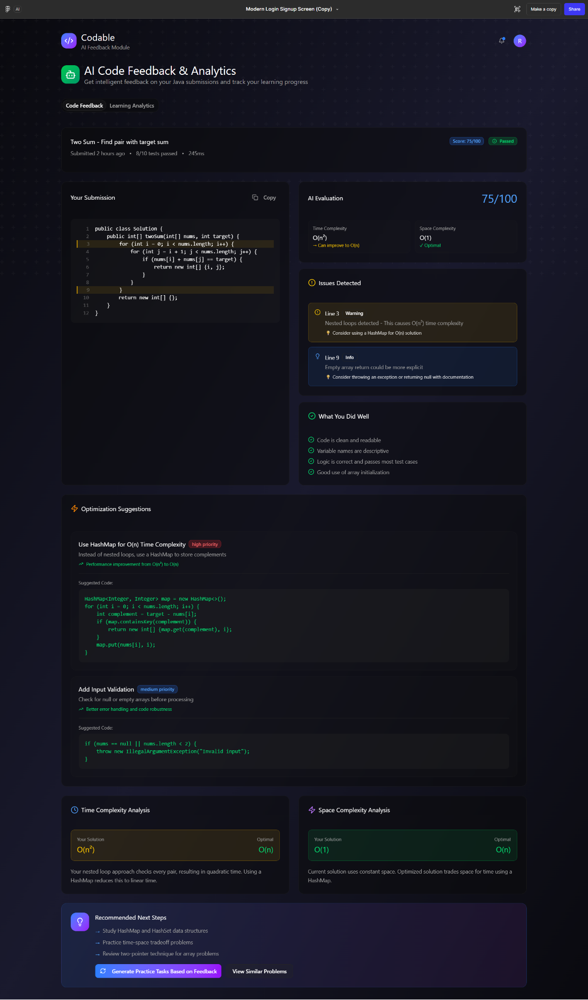 AI
Modern Login Signup Screen (Copy)
Make a copy
Share
Codable
AI Feedback Module
R
AI Code Feedback & Analytics
Get intelligent feedback on your Java submissions and track your learning progress
Code Feedback
Learning Analytics
Two Sum - Find pair with target sum
Score: 75/100
Passed
Submitted 2 hours ago • 8/10 tests passed • 245ms
Your Submission
Copy
1 public class Solution {
2 public int[] twoSum(int[] nums, int target) {
3 for (int i = 0; i < nums.length; i++) {
4 for (int j = i + 1; j < nums.length; j++) {
5 if (nums[i] + nums[j] == target) {
6 return new int[] {i, j};
7 }
8 }
9 }
10 return new int[] {};
11 }
12 }
AI Evaluation
75/100
Time Complexity
O(n²)
→ Can improve to O(n)
Space Complexity
O(1)
✓ Optimal
Issues Detected
Line 3 Warning
Nested loops detected - This causes O(n²) time complexity
💡 Consider using a HashMap for O(n) solution
Line 9 Info
Empty array return could be more explicit
💡 Consider throwing an exception or returning null with documentation
What You Did Well
Code is clean and readable
Variable names are descriptive
Logic is correct and passes most test cases
Good use of array initialization
Optimization Suggestions
Use HashMap for O(n) Time Complexity high priority
Instead of nested loops, use a HashMap to store complements
Performance improvement from O(n²) to O(n)
Suggested Code:
HashMap<Integer, Integer> map = new HashMap<>();
for (int i = 0; i < nums.length; i++) {
int complement = target - nums[i];
if (map.containsKey(complement)) {
return new int[] {map.get(complement), i};
}
map.put(nums[i], i);
}
Add Input Validation medium priority
Check for null or empty arrays before processing
Better error handling and code robustness
Suggested Code:
if (nums == null || nums.length < 2) {
throw new IllegalArgumentException("Invalid input");
}
Time Complexity Analysis
Your Solution
O(n²)
Optimal
O(n)
Your nested loop approach checks every pair, resulting in quadratic time. Using a
HashMap reduces this to linear time.
Space Complexity Analysis
Your Solution
O(1)
Optimal
O(n)
Current solution uses constant space. Optimized solution trades space for time using a
HashMap.
Recommended Next Steps
→ Study HashMap and HashSet data structures
→ Practice time-space tradeoff problems
→ Review two-pointer technique for array problems
Generate Practice Tasks Based on Feedback
View Similar Problems